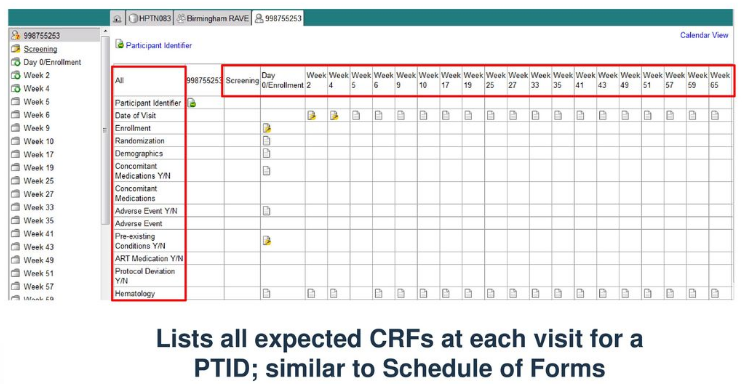 HPTN083 Birmingham RAVE 998755253
998755253
Screening
Day 0/Enrollment
Week 2
Week 4
Week 5
Week 6
Week 9
Week 10
Week 17
Week 19
Week 25
Week 27
Week 33
Week 35
Week 41
Week 43
Week 49
Week 51
Week 57
Week 59
Calendar View
Participant Identifier
All 998755253 Screening Day 0/Enrollment Week 2 Week 4 Week 5 Week 6 Week 9 Week 10 Week 17 Week 19 Week 25 Week 27 Week 33 Week 35 Week 41 Week 43 Week 49 Week 51 Week 57 Week 59 Week 65
Participant Identifier
Date of Visit
Enrollment
Randomization
Demographics
Concomitant
Medications Y/N
Concomitant
Medications
Adverse Event Y/N
Adverse Event
Pre-existing
Conditions Y/N
ART Medication Y/N
Protocol Deviation
Y/N
Hematology
Lists all expected CRFs at each visit for a
PTID; similar to Schedule of Forms